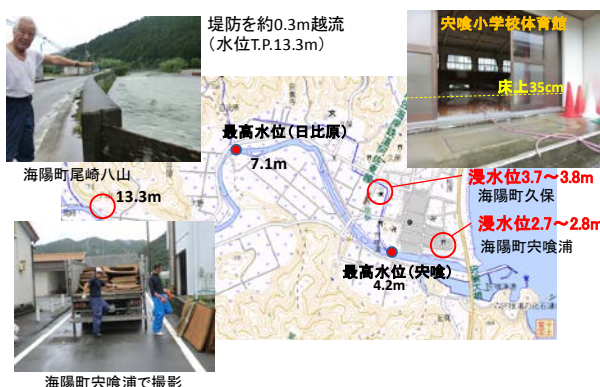 堤防を約0.3m越流
（水位T.P.13.3m）
宍喰小学校体育館
床上35cm
海陽町尾崎八山
13.3m
最高水位（日比原）
7.1m
浸水位3.7～3.8m
海陽町久保
浸水位2.7～2.8m
海陽町宍喰浦
最高水位（宍喰）
4.2m
海陽町宍喰浦で撮影